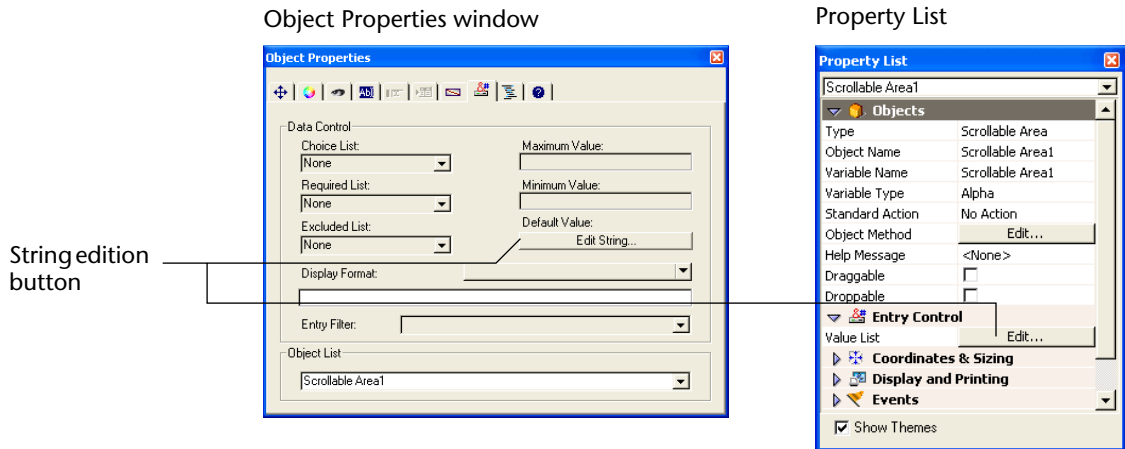 Object Properties window
Property List
Object Properties
Abl
Data Control
Choice List:
None
Required List:
None
Excluded List:
None
Maximum Value:
Minimum Value:
Default Value:
Edit String...
Display Format:
Entry Filter:
Object List
Scrollable Area1
String edition
button
Property List
Scrollable Area1
Objects
Type Scrollable Area
Object Name Scrollable Area1
Variable Name Scrollable Area1
Variable Type Alpha
Standard Action No Action
Object Method Edit...
Help Message <None>
Draggable
Droppable
Entry Control
Value List Edit...
Coordinates & Sizing
Display and Printing
Events
Show Themes